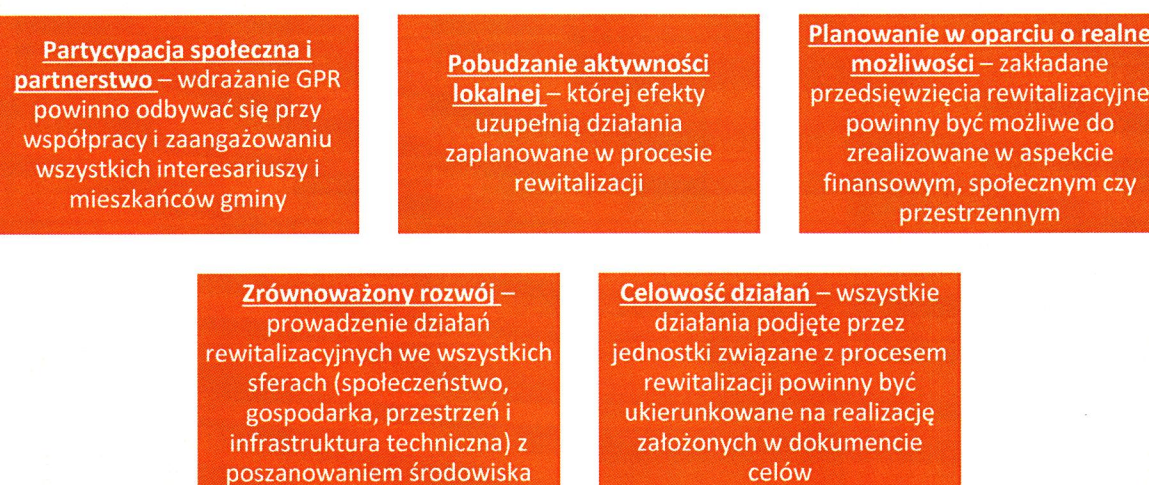 Partycypacja społeczna i
partnerstwo – wdrażanie GPR
powinno odbywać się przy
współpracy i zaangażowaniu
wszystkich interesariuszy i
mieszkańców gminy
Pobudzanie aktywności
lokalnej – której efekty
uzupełnią działania
zaplanowane w procesie
rewitalizacji
Planowanie w oparciu o realne
możliwości – zakładane
przedsięwzięcia rewitalizacyjne
powinny być możliwe do
zrealizowane w aspekcie
finansowym, społecznym czy
przestrzennym
Zrównoważony rozwój –
prowadzenie działań
rewitalizacyjnych we wszystkich
sferach (społeczeństwo,
gospodarka, przestrzeń i
infrastruktura techniczna) z
poszanowaniem środowiska
Celowość działań – wszystkie
działania podjęte przez
jednostki związane z procesem
rewitalizacji powinny być
ukierunkowane na realizację
założonych w dokumencie
celów